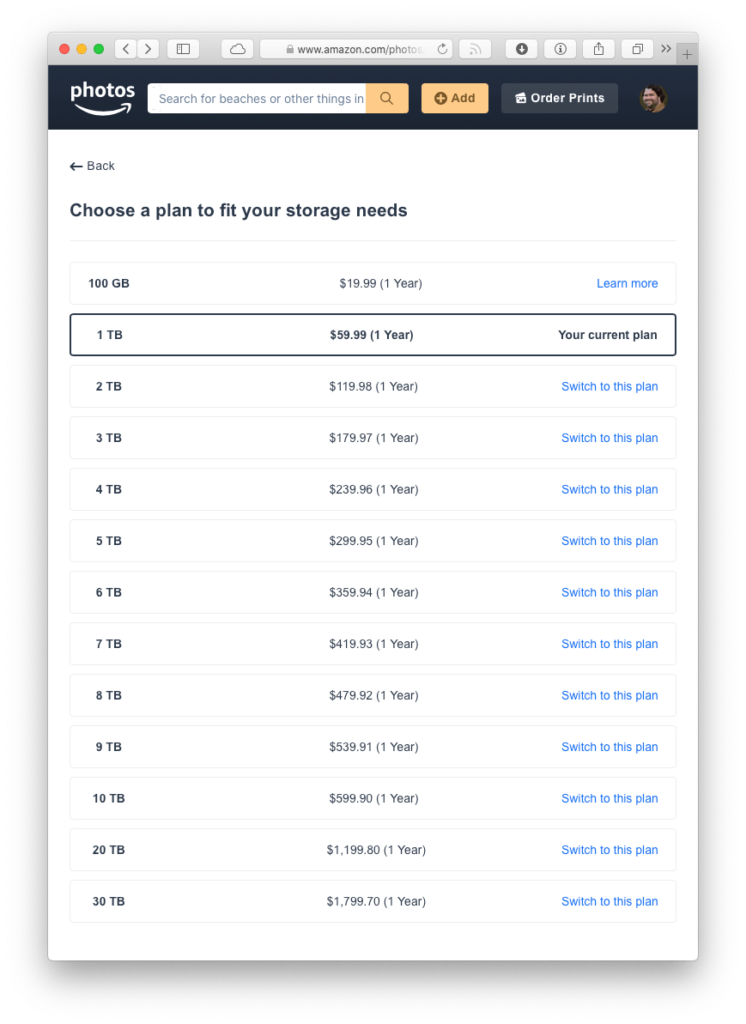 www.amazon.com/photos
photos
Search for beaches or other things in
Add
Order Prints
Back
Choose a plan to fit your storage needs
100 GB $19.99 (1 Year) Learn more
1 TB $59.99 (1 Year) Your current plan
2 TB $119.98 (1 Year) Switch to this plan
3 TB $179.97 (1 Year) Switch to this plan
4 TB $239.96 (1 Year) Switch to this plan
5 TB $299.95 (1 Year) Switch to this plan
6 TB $359.94 (1 Year) Switch to this plan
7 TB $419.93 (1 Year) Switch to this plan
8 TB $479.92 (1 Year) Switch to this plan
9 TB $539.91 (1 Year) Switch to this plan
10 TB $599.90 (1 Year) Switch to this plan
20 TB $1,199.80 (1 Year) Switch to this plan
30 TB $1,799.70 (1 Year) Switch to this plan